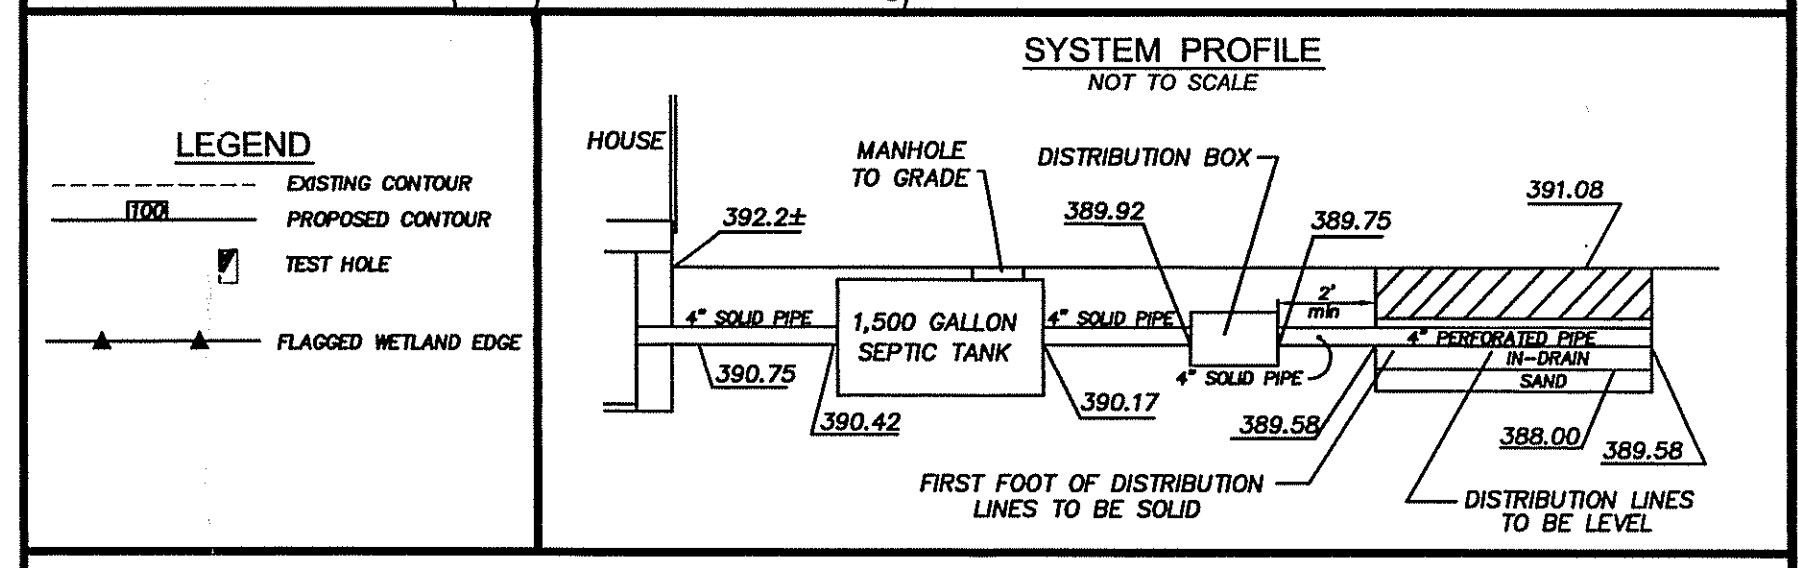 LEGEND
EXISTING CONTOUR
100
PROPOSED CONTOUR
TEST HOLE
FLAGGED WETLAND EDGE
SYSTEM PROFILE
NOT TO SCALE
HOUSE
MANHOLE
TO GRADE
DISTRIBUTION BOX
391.08
392.2±
389.92
389.75
2'
min
4" SOLID PIPE
1,500 GALLON
SEPTIC TANK
4" SOLID PIPE
4" PERFORATED PIPE
IN-DRAIN
SAND
4" SOLID PIPE
390.75
390.42
390.17
389.58
388.00
389.58
FIRST FOOT OF DISTRIBUTION
LINES TO BE SOLID
DISTRIBUTION LINES
TO BE LEVEL